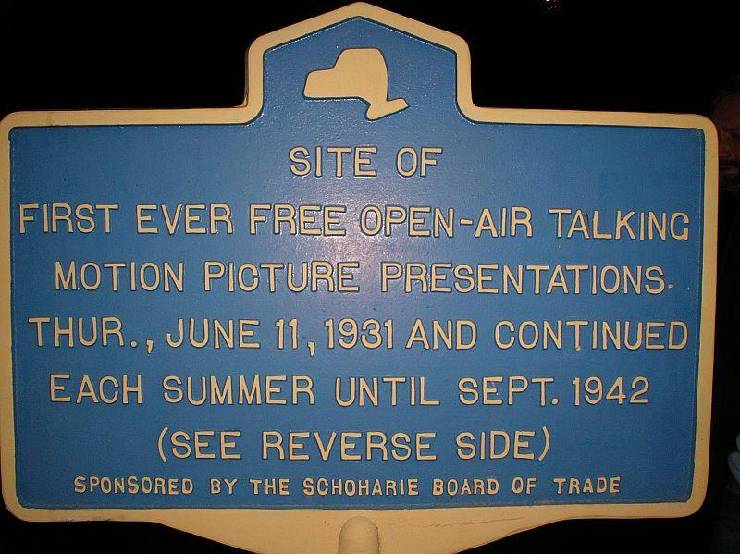 SITE OF
FIRST EVER FREE OPEN-AIR TALKING
MOTION PICTURE PRESENTATIONS.
THUR., JUNE 11, 1931 AND CONTINUED
EACH SUMMER UNTIL SEPT. 1942
(SEE REVERSE SIDE)
SPONSORED BY THE SCHOHARIE BOARD OF TRADE